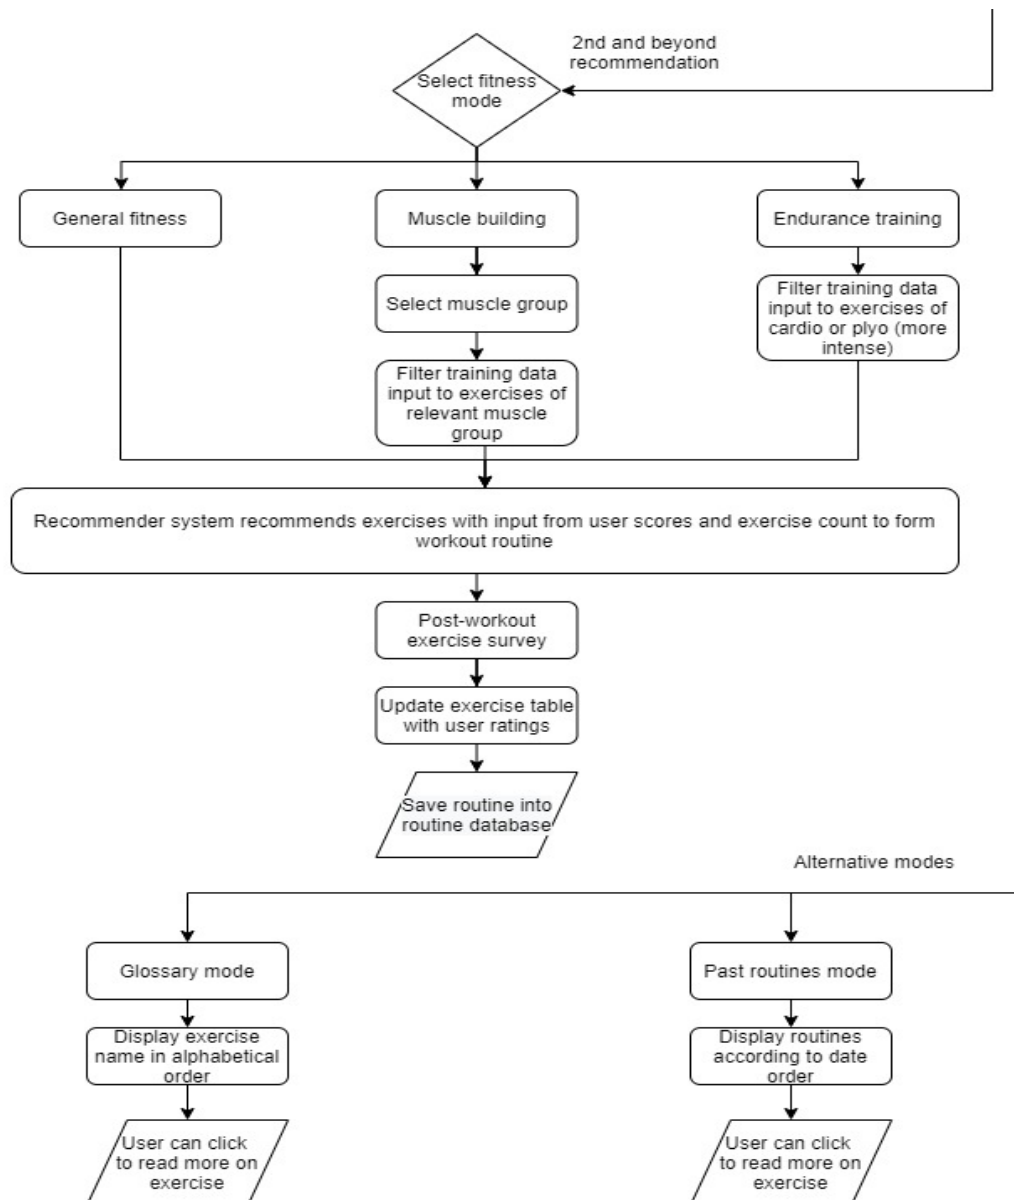 2nd and beyond
recommendation
Select fitness
mode
General fitness
Muscle building
Endurance training
Select muscle group
Filter training data
input to exercises of
cardio or plyo (more
intense)
Filter training data
input to exercises of
relevant muscle
group
Recommender system recommends exercises with input from user scores and exercise count to form
workout routine
Post-workout
exercise survey
Update exercise table
with user ratings
Save routine into
routine database
Alternative modes
Glossary mode
Past routines mode
Display exercise
name in alphabetical
order
Display routines
according to date
order
User can click
to read more on
exercise
User can click
to read more on
exercise